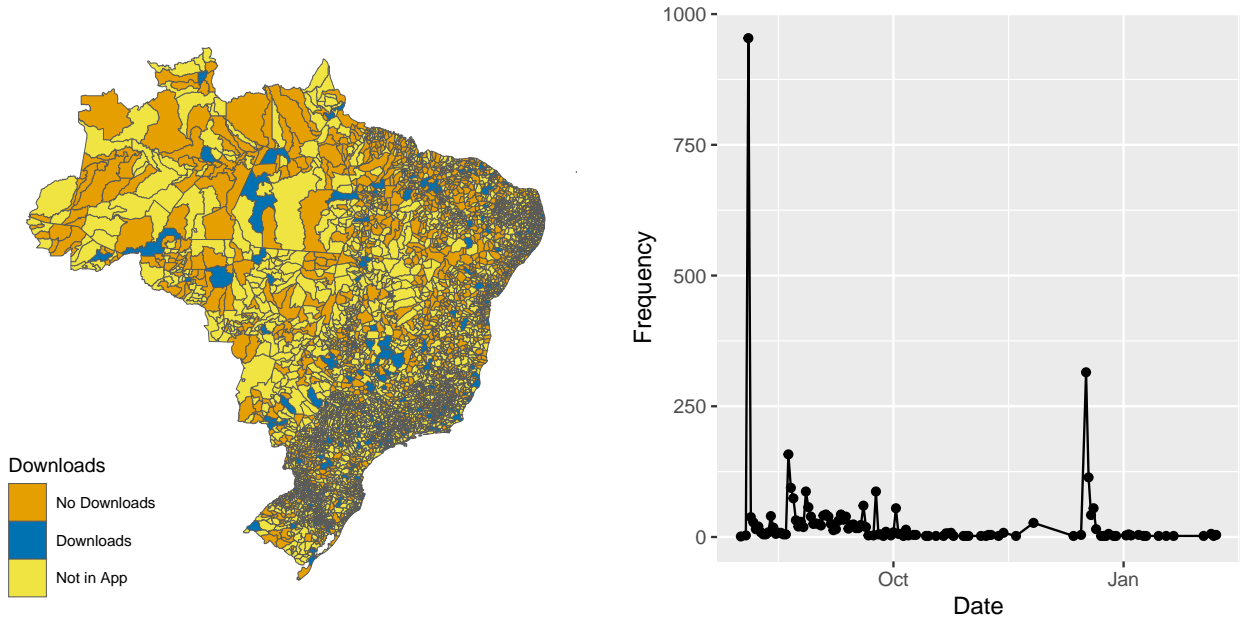 Downloads
No Downloads
Downloads
Not in App
1000
750
500
250
0
Frequency
Oct
Jan
Date